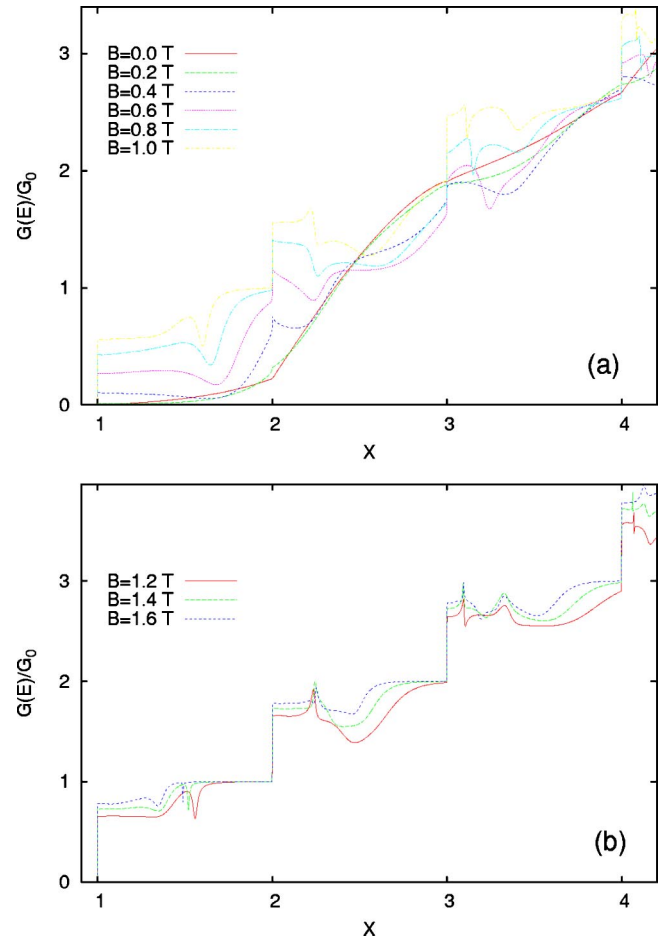 3
B=0.0 T
B=0.2 T
B=0.4 T
B=0.6 T
B=0.8 T
B=1.0 T
2
G(E)/G0
1
(a)
0
1 2 3 4
X
3
B=1.2 T
B=1.4 T
B=1.6 T
2
G(E)/G0
1
(b)
0
1 2 3 4
X